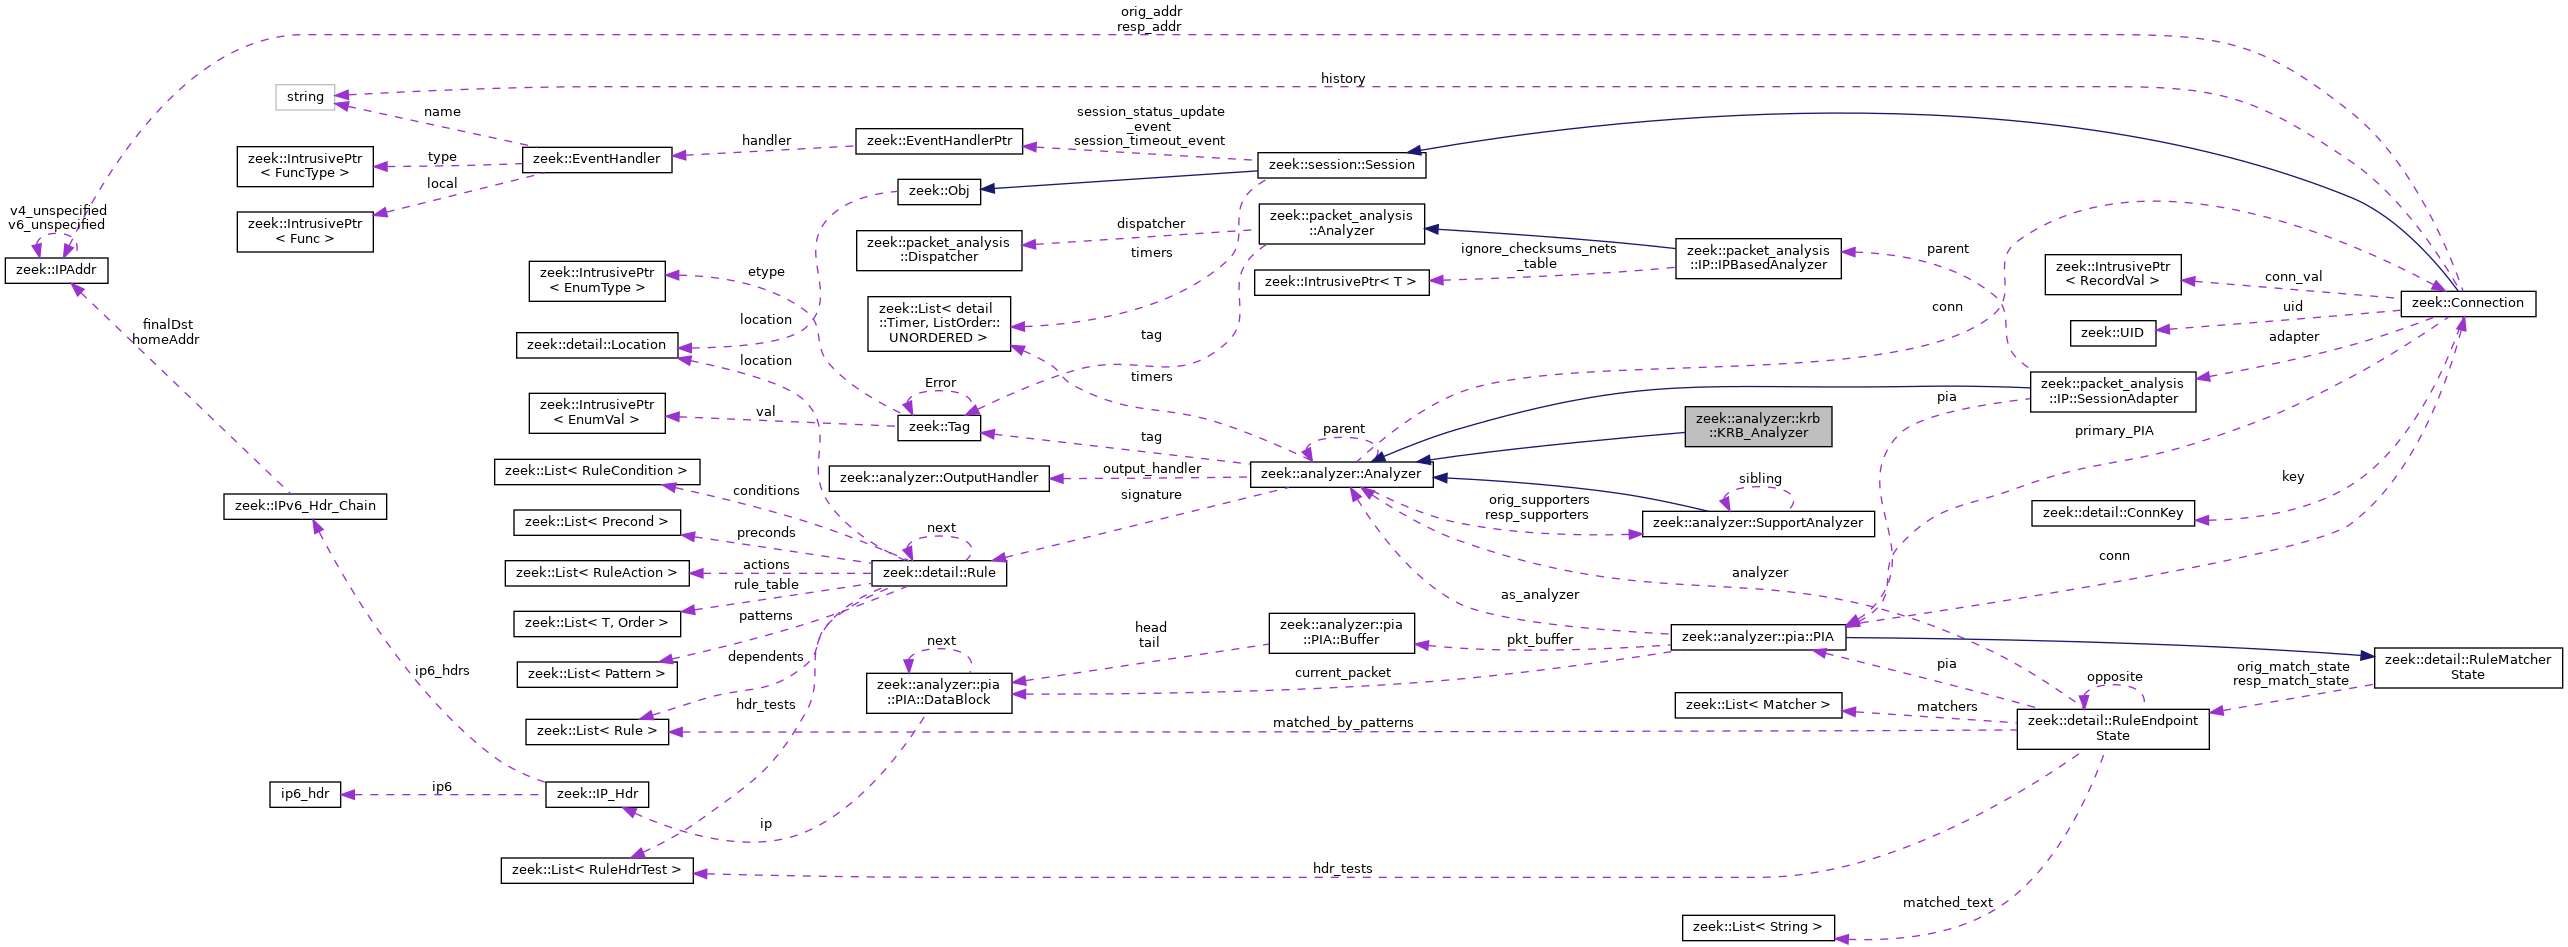 orig_addr
resp_addr
history
string
name
session_status_update
_event
session_timeout_event
handler
zeek::EventHandlerPtr
zeek::IntrusivePtr
< FuncType >
type
zeek::EventHandler
zeek::session::Session
local
zeek::Obj
zeek::IntrusivePtr
< Func >
v4_unspecified
v6_unspecified
zeek::IPAddr
dispatcher
zeek::packet_analysis
::Analyzer
zeek::packet_analysis
::Dispatcher
timers
ignore_checksums_nets
_table
zeek::packet_analysis
::IP::IPBasedAnalyzer
parent
zeek::IntrusivePtr
< EnumType >
etype
zeek::IntrusivePtr< T >
zeek::IntrusivePtr
< RecordVal >
conn_val
zeek::Connection
zeek::List< detail
::Timer, ListOrder::
UNORDERED >
conn
uid
finalDst
homeAddr
location
zeek::detail::Location
location
tag
zeek::UID
adapter
timers
Error
zeek::packet_analysis
::IP::SessionAdapter
pia
zeek::IntrusivePtr
< EnumVal >
val
zeek::Tag
tag
parent
zeek::analyzer::krb
::KRB_Analyzer
primary_PIA
zeek::List< RuleCondition >
conditions
zeek::analyzer::OutputHandler
output_handler
zeek::analyzer::Analyzer
sibling
key
signature
orig_supporters
resp_supporters
zeek::analyzer::SupportAnalyzer
zeek::detail::ConnKey
zeek::IPv6_Hdr_Chain
zeek::List< Precond >
preconds
next
zeek::List< RuleAction >
actions
zeek::detail::Rule
rule_table
analyzer
conn
as_analyzer
zeek::List< T, Order >
patterns
zeek::analyzer::pia
::PIA::Buffer
head
tail
pkt_buffer
zeek::analyzer::pia::PIA
next
dependents
ip6_hdrs
zeek::List< Pattern >
current_packet
pia
orig_match_state
resp_match_state
zeek::detail::RuleMatcher
State
opposite
zeek::analyzer::pia
::PIA::DataBlock
hdr_tests
zeek::List< Matcher >
matchers
zeek::List< Rule >
matched_by_patterns
zeek::detail::RuleEndpoint
State
ip6_hdr
ip6
zeek::IP_Hdr
ip
zeek::List< RuleHdrTest >
hdr_tests
matched_text
zeek::List< String >